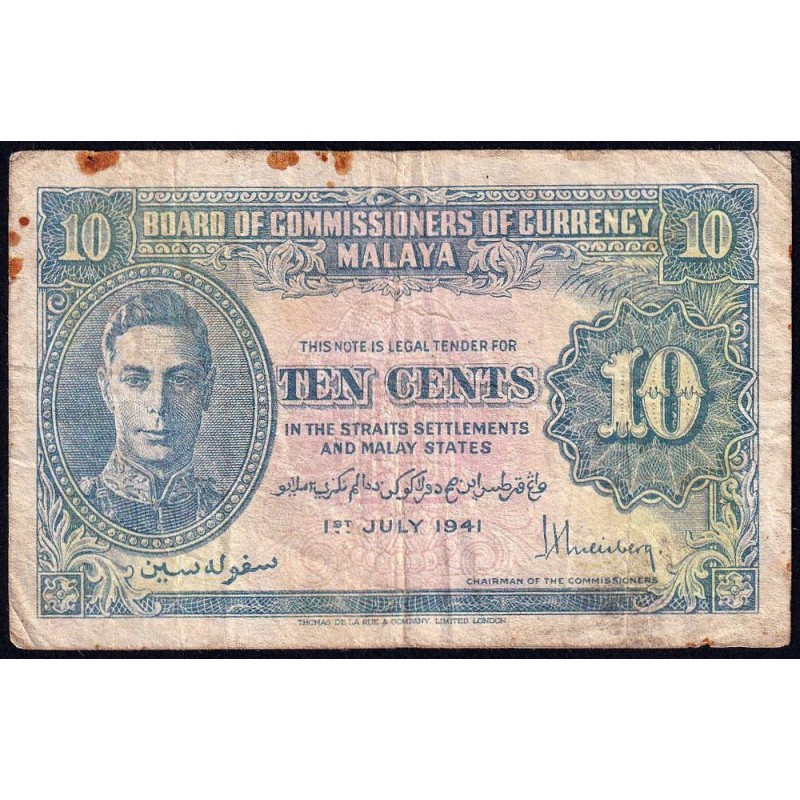 10 BOARD OF COMMISSIONERS OF CURRENCY 10
MALAYA
THIS NOTE IS LEGAL TENDER FOR
TEN CENTS
10
IN THE STRAITS SETTLEMENTS
AND MALAY STATES
1ST JULY 1941
سڤوله سين
CHAIRMAN OF THE COMMISSIONERS
THOMAS DE LA RUE & COMPANY, LIMITED, LONDON.